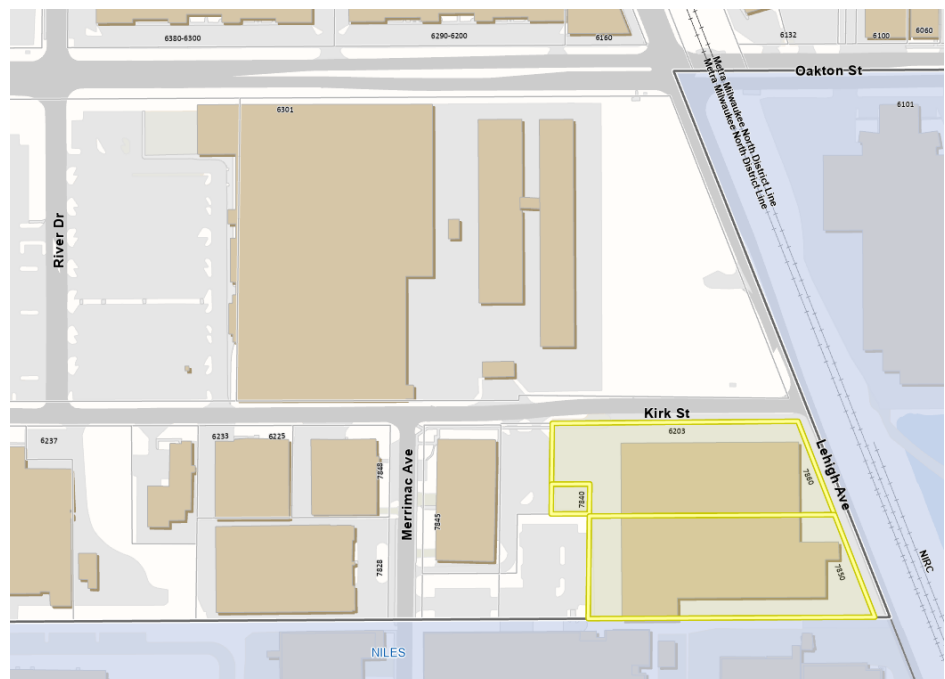 6380-6300
6290-6200
6160
6132
6100
6060
Oakton St
Metra Milwaukee North District Line
Metra Milwaukee North District Line
6301
6101
River Dr
Kirk St
6203
6237
6233
6225
7848
Merrimac Ave
7845
7840
7860
Lehigh Ave
7828
7850
NIRC
NILES